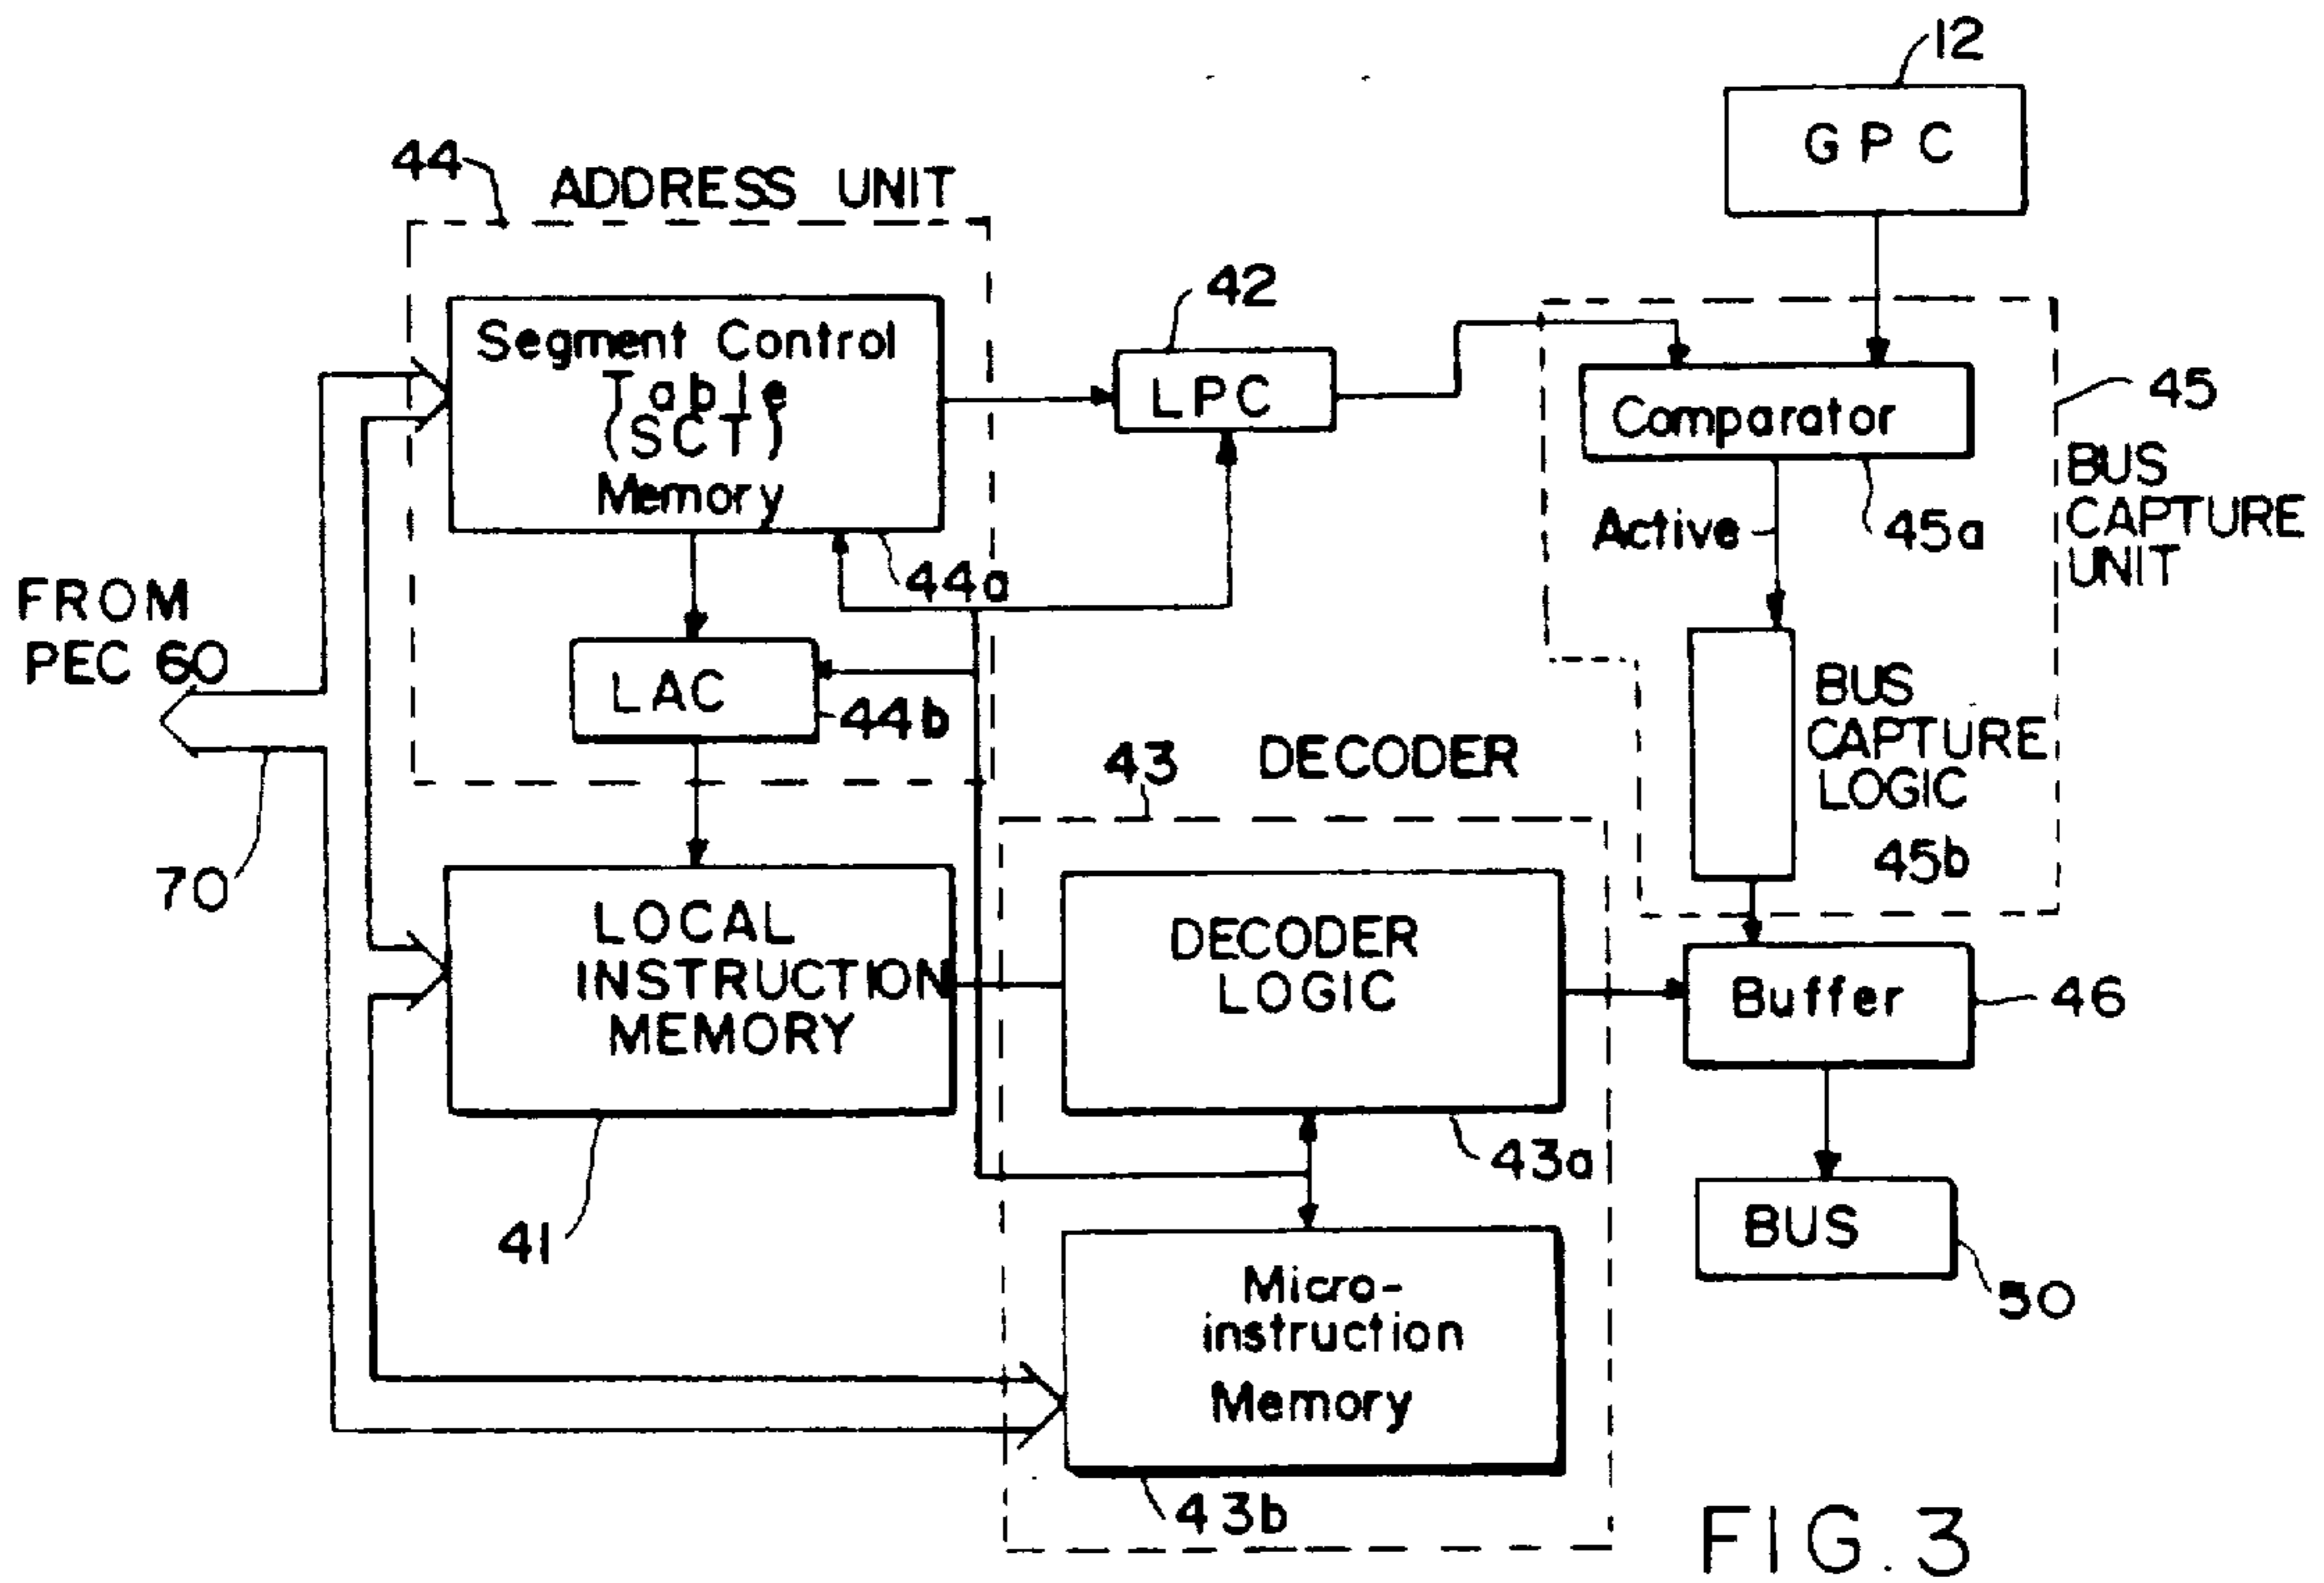 12
GPC
44
ADDRESS UNIT
42
Segment Control
Table
(SCT)
Memory
LPC
Comparator
45
BUS
CAPTURE
UNIT
Active
45a
44a
FROM
PEC 60
LAC
44b
BUS
CAPTURE
LOGIC
45b
43
DECODER
70
LOCAL
INSTRUCTION
MEMORY
DECODER
LOGIC
Buffer
46
43a
41
BUS
50
Micro-
instruction
Memory
43b
FIG.3